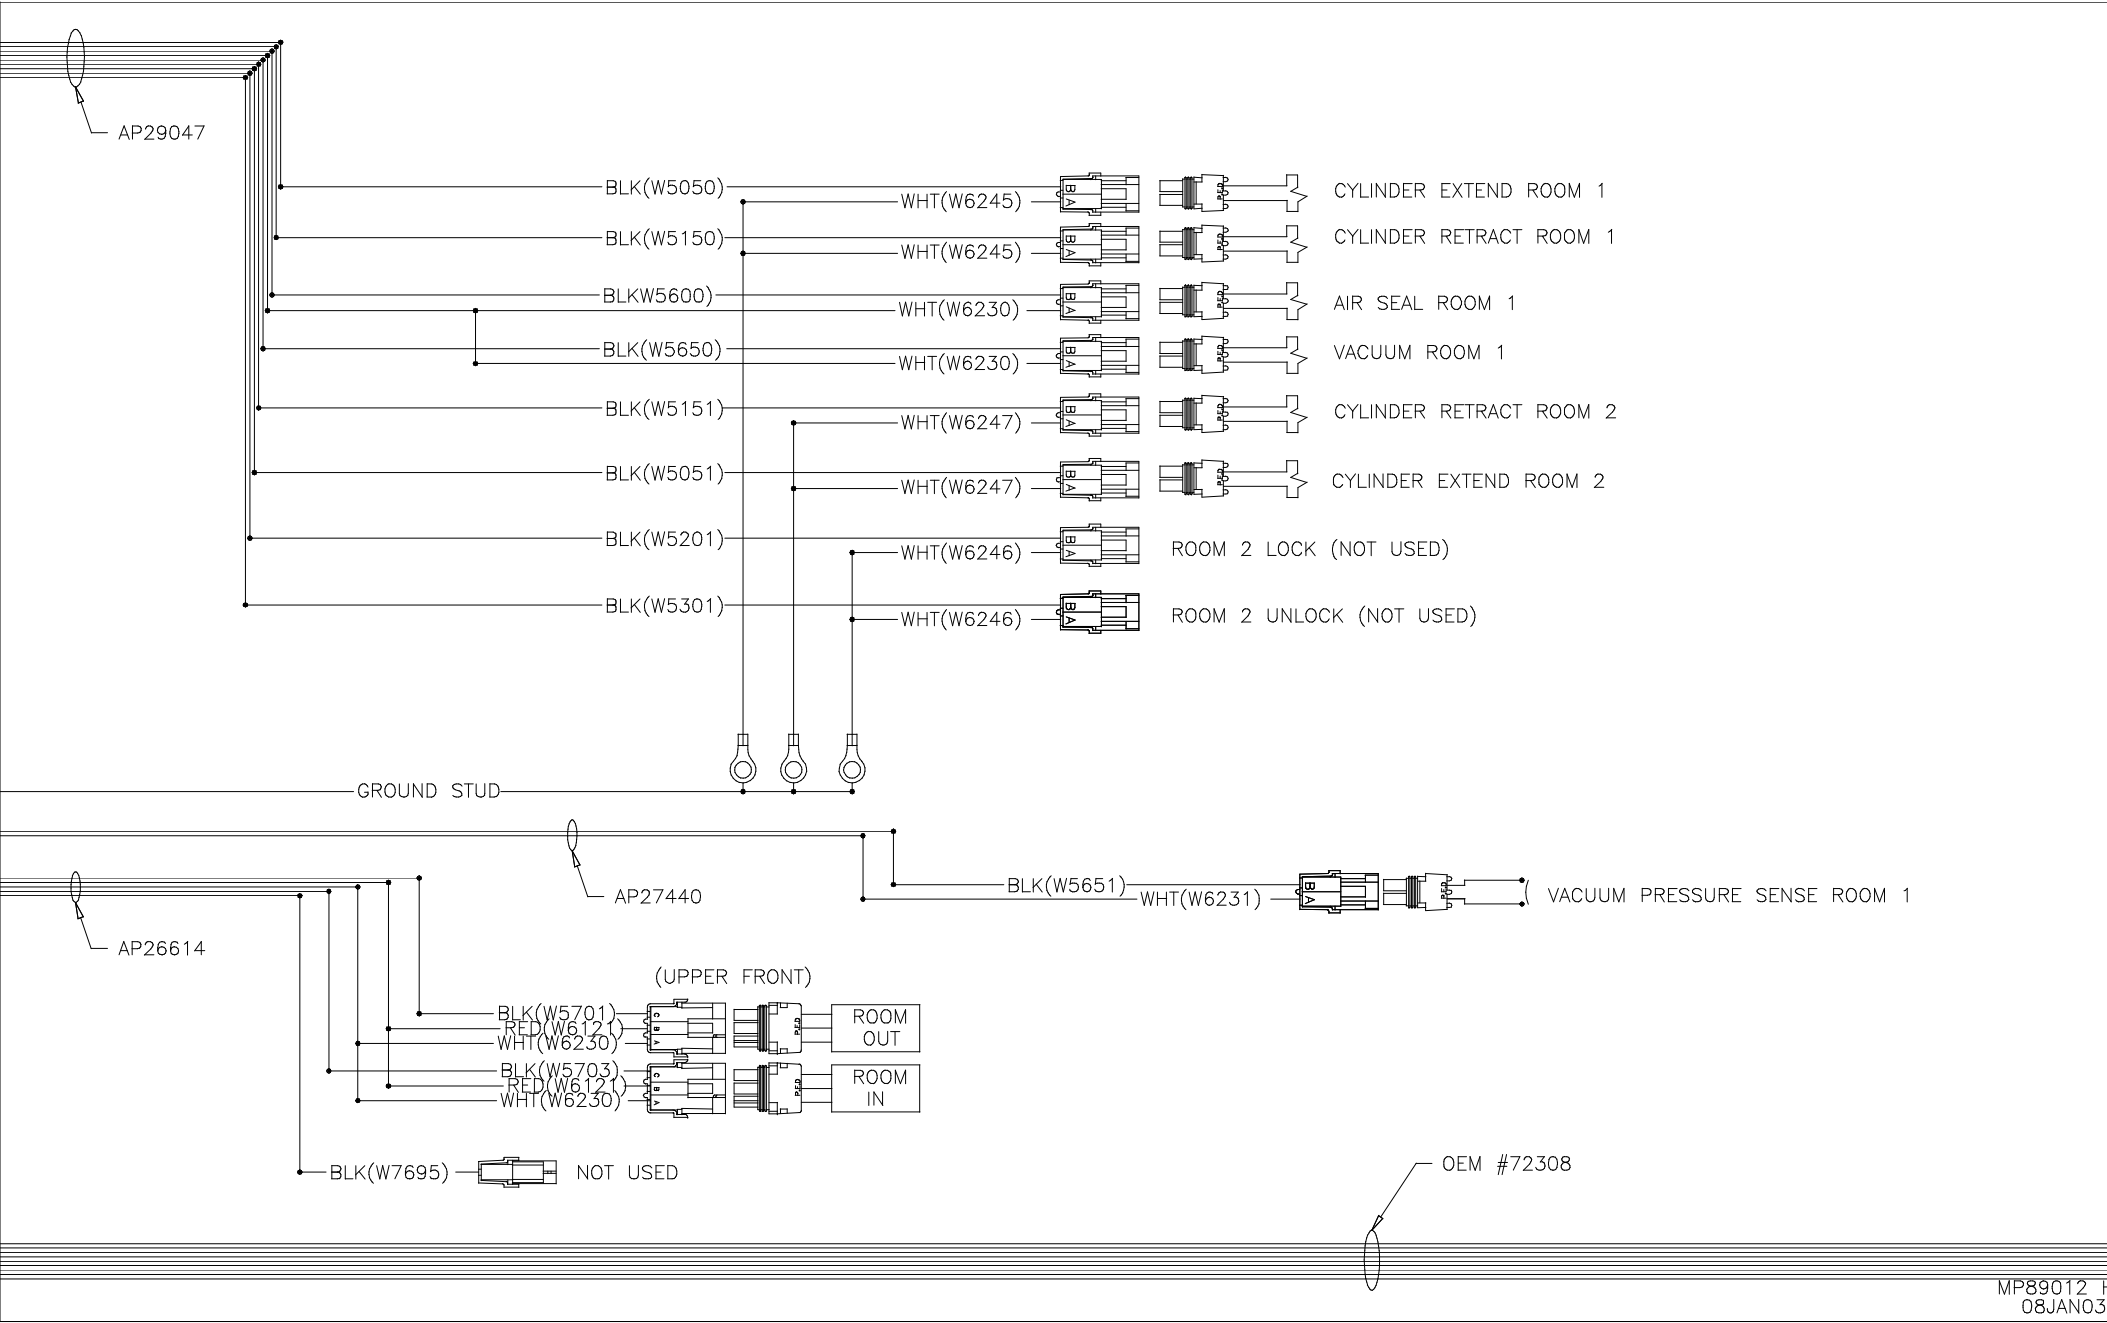 AP29047
BLK(W5050)
B
A
P.E.D
CYLINDER EXTEND ROOM 1
WHT(W6245)
BLK(W5150)
B
A
P.E.D
CYLINDER RETRACT ROOM 1
WHT(W6245)
BLKW5600)
B
A
P.E.D
AIR SEAL ROOM 1
WHT(W6230)
BLK(W5650)
B
A
P.E.D
VACUUM ROOM 1
WHT(W6230)
BLK(W5151)
B
A
P.E.D
CYLINDER RETRACT ROOM 2
WHT(W6247)
BLK(W5051)
B
A
P.E.D
CYLINDER EXTEND ROOM 2
WHT(W6247)
BLK(W5201)
B
A
ROOM 2 LOCK (NOT USED)
WHT(W6246)
BLK(W5301)
B
A
ROOM 2 UNLOCK (NOT USED)
WHT(W6246)
GROUND STUD
AP27440
BLK(W5651)
WHT(W6231)
B
A
P.E.D
VACUUM PRESSURE SENSE ROOM 1
AP26614
(UPPER FRONT)
BLK(W5701)
RED(W6121)
WHT(W6230)
C
B
A
P.E.D
ROOM
OUT
BLK(W5703)
RED(W6121)
WHT(W6230)
C
B
A
P.E.D
ROOM
IN
BLK(W7695)
NOT USED
OEM #72308
MP89012
08JAN03